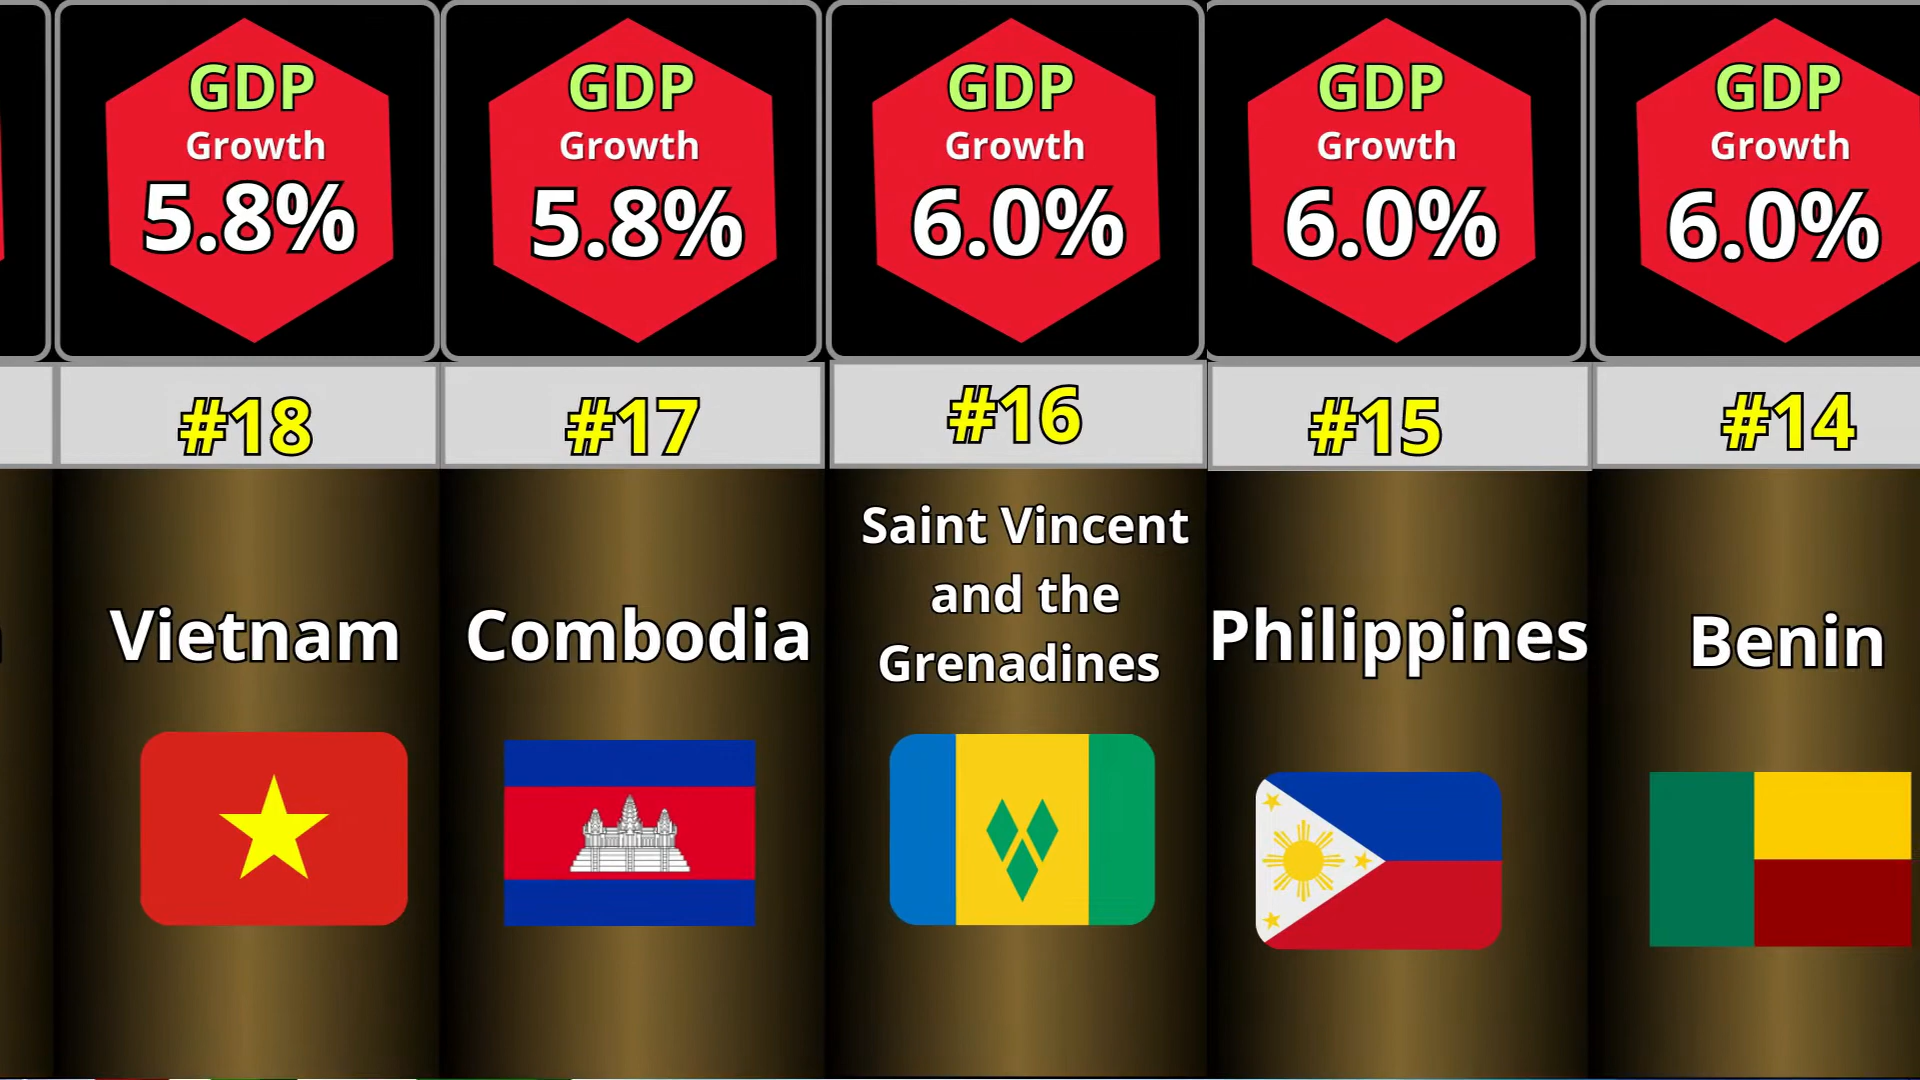 GDP
Growth
5.8%
#18
Vietnam
GDP
Growth
5.8%
#17
Combodia
GDP
Growth
6.0%
#16
Saint Vincent
and the
Grenadines
GDP
Growth
6.0%
#15
Philippines
GDP
Growth
6.0%
#14
Benin